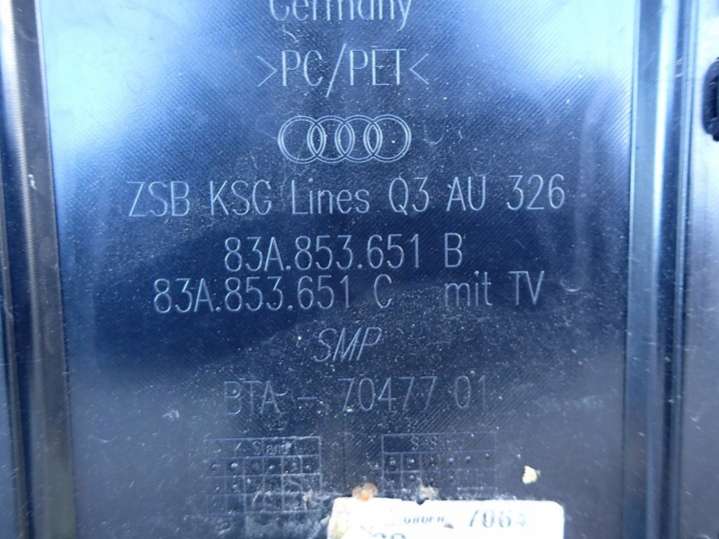 Germany
>PC/PET<
ZSB KSG Lines Q3 AU 326
83A.853.651 B
83A.853.651 C mit TV
SMP
BTA - 70477 01